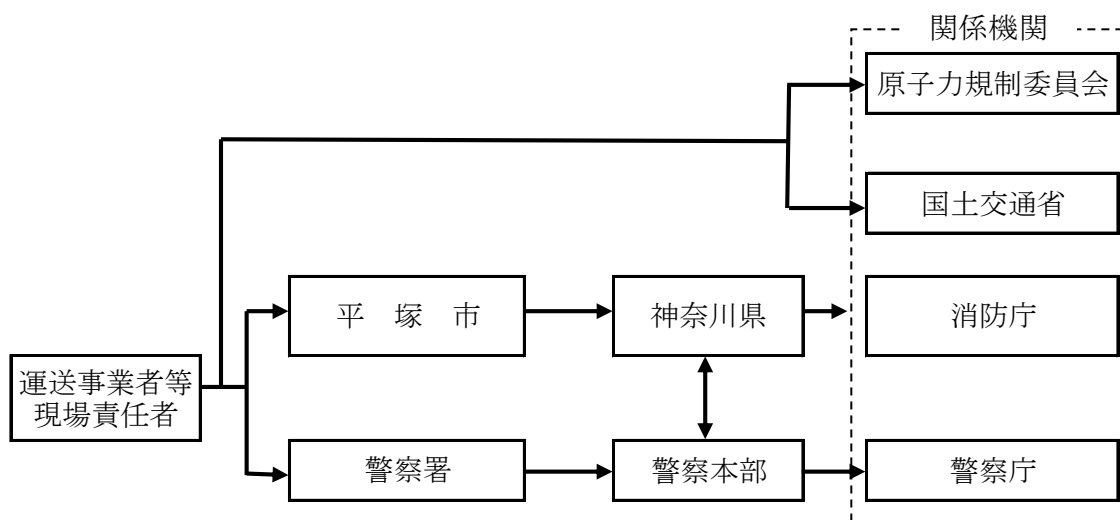 関係機関
原子力規制委員会
国土交通省
平　塚　市
神奈川県
消防庁
運送事業者等
現場責任者
警察署
警察本部
警察庁